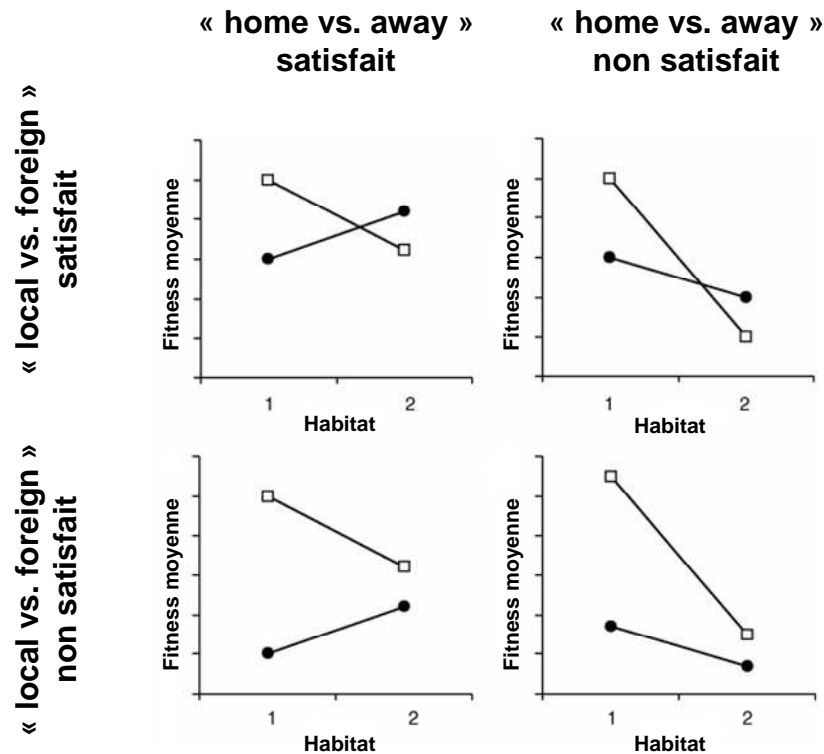 « home vs. away »
satisfait
« home vs. away »
non satisfait
« local vs. foreign »
satisfait
Fitness moyenne
1
2
Habitat
Fitness moyenne
1
2
Habitat
« local vs. foreign »
non satisfait
Fitness moyenne
1
2
Habitat
Fitness moyenne
1
2
Habitat